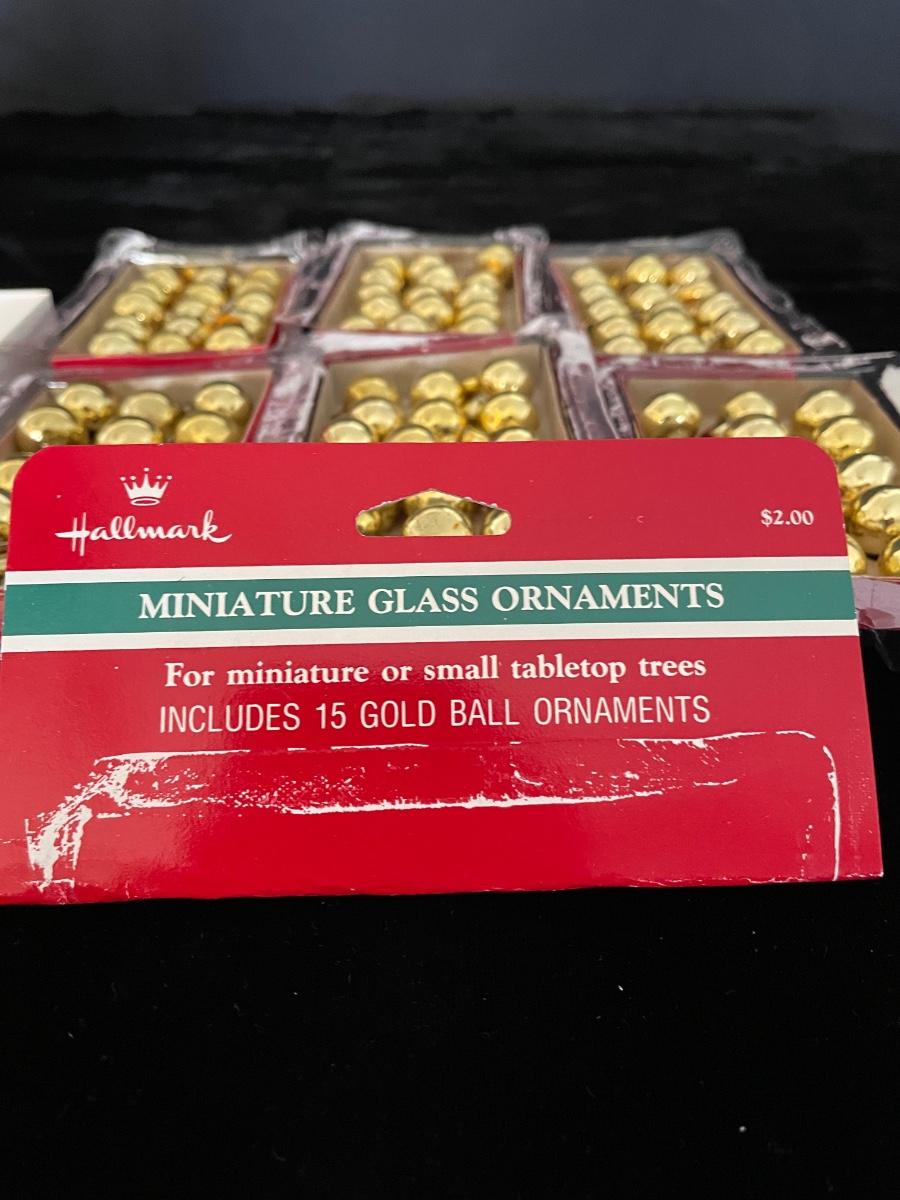 Hallmark
$2.00
MINIATURE GLASS ORNAMENTS
For miniature or small tabletop trees
INCLUDES 15 GOLD BALL ORNAMENTS